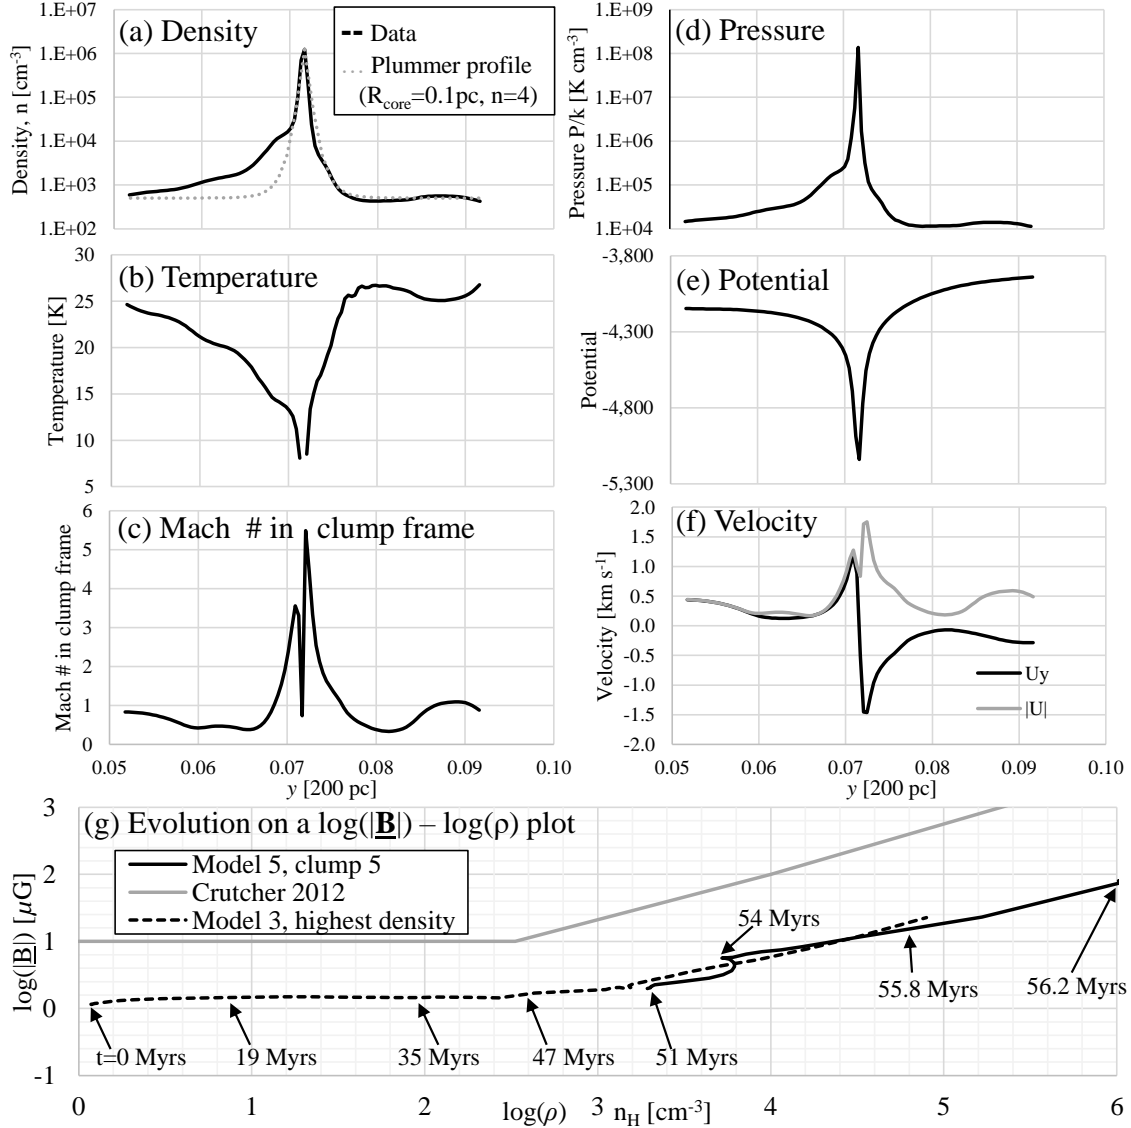 (a) Density
1.E+07
1.E+06
1.E+05
1.E+04
1.E+03
1.E+02
Density, n [cm-3]
Data
Plummer profile
(Rcore=0.1pc, n=4)
(d) Pressure
1.E+09
1.E+08
1.E+07
1.E+06
1.E+05
1.E+04
Pressure P/k [K cm-3]
(b) Temperature
30
25
20
15
10
5
Temperature [K]
(e) Potential
-3,800
-4,300
-4,800
-5,300
Potential
(c) Mach # in clump frame
6
5
4
3
2
1
0
Mach # in clump frame
0.05 0.06 0.07 0.08 0.09 0.10
y [200 pc]
(f) Velocity
2.0
1.5
1.0
0.5
0.0
-0.5
-1.0
-1.5
-2.0
Velocity [km s-1]
Uy
|U|
0.05 0.06 0.07 0.08 0.09 0.10
y [200 pc]
(g) Evolution on a log(|B|) – log(ρ) plot
3
2
1
0
-1
log(|B|) [μG]
Model 5, clump 5
Crutcher 2012
Model 3, highest density
54 Myrs
55.8 Myrs
56.2 Myrs
t=0 Myrs
19 Myrs
35 Myrs
47 Myrs
51 Myrs
0 1 2 3 4 5 6
log(ρ) nH [cm-3]